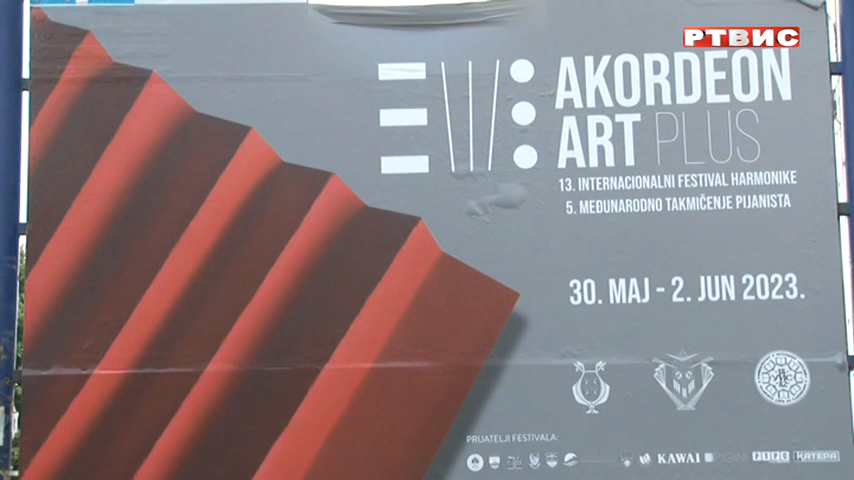 РТВИС
AKORDEON
ART PLUS
13. INTERNACIONALNI FESTIVAL HARMONIKE
5. MEĐUNARODNO TAKMIČENJE PIJANISTA
30. MAJ - 2. JUN 2023.
PRIJATELJI FESTIVALA:
KAWAI
КАТЕРА